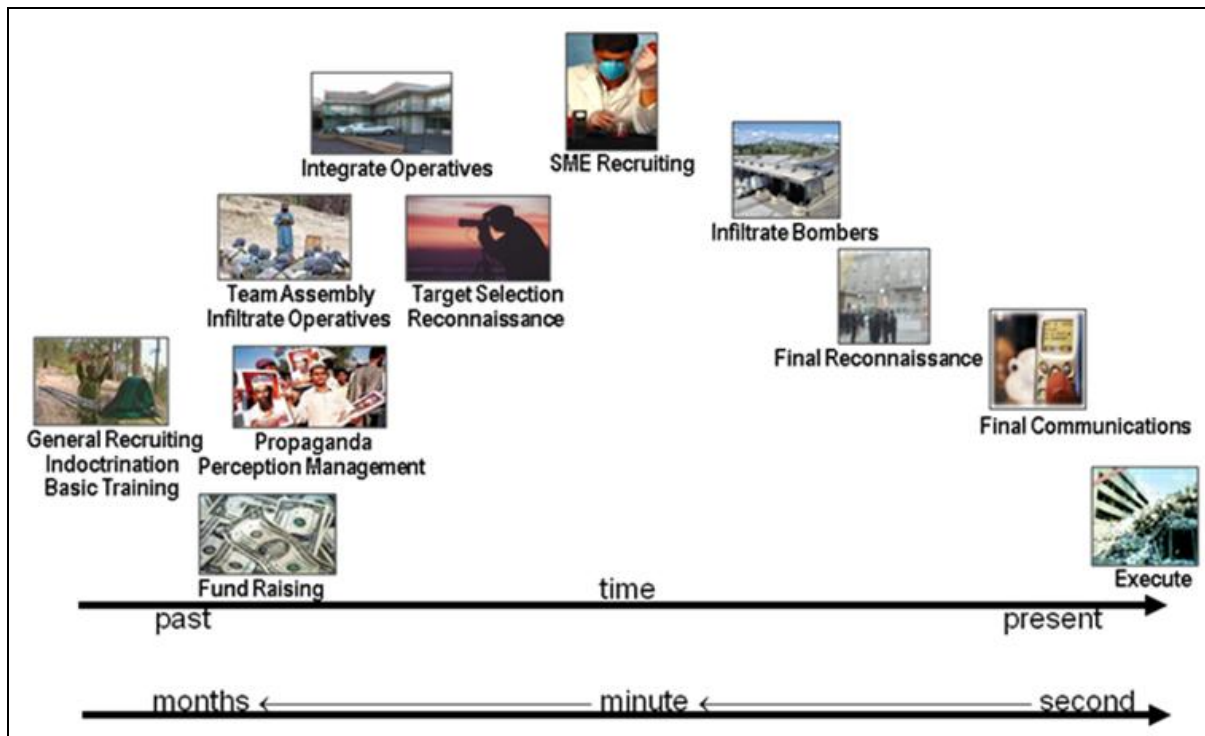 Integrate Operatives
SME Recruiting
Infiltrate Bombers
Team Assembly
Infiltrate Operatives
Target Selection
Reconnaissance
Final Reconnaissance
General Recruiting
Indoctrination
Basic Training
Propaganda
Perception Management
Final Communications
Fund Raising
Execute
time
past
present
months
minute
second